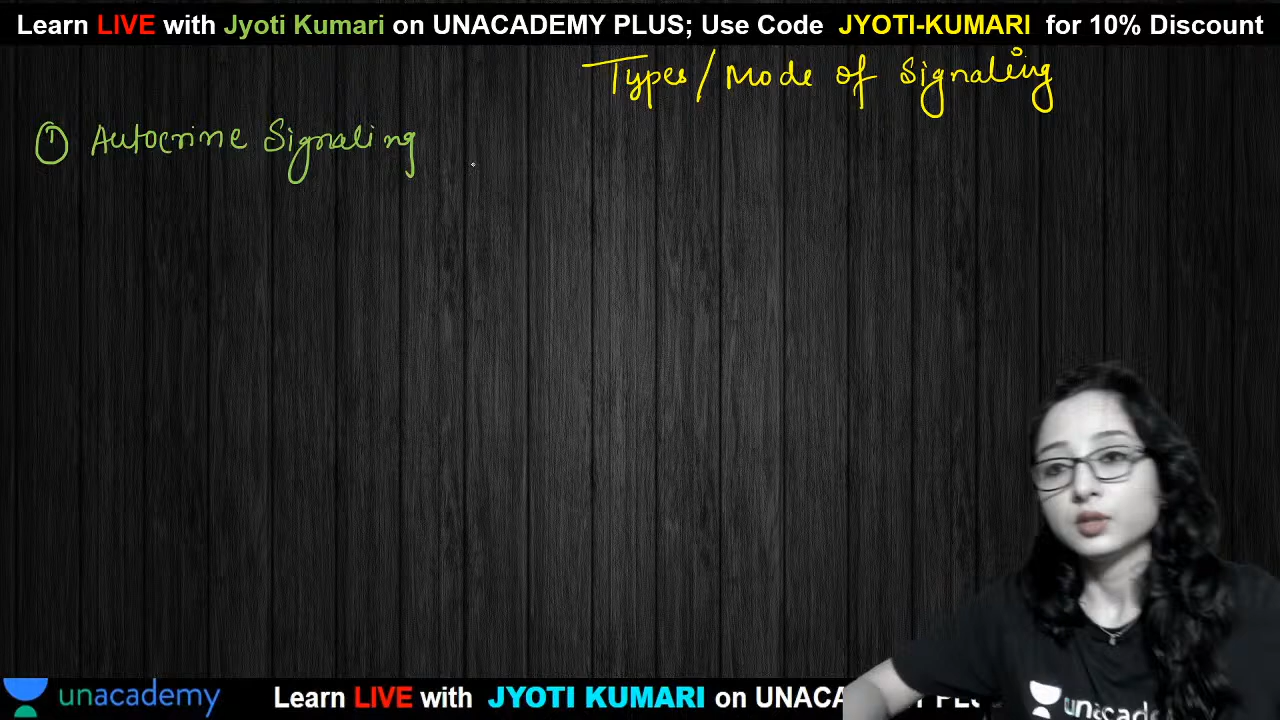 Learn LIVE with Jyoti Kumari on UNACADEMY PLUS; Use Code JYOTI-KUMARI for 10% Discount
Types/Mode of Signaling
① Autocrine Signaling
unacademy
unacademy
Learn LIVE with JYOTI KUMARI on